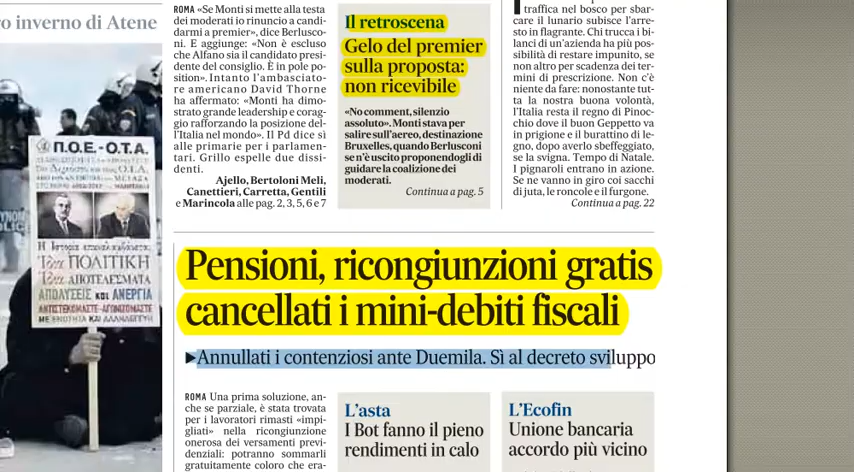 ro inverno di Atene
Π.Ο.Ε.-Ο.Τ.Α.
ΠΟΛΙΤΙΚΗ
ΑΠΟΤΕΛΕΣΜΑΤΑ
ΑΠΟΛΥΣΕΙΣ ΚΑΙ ΑΝΕΡΓΙΑ
ΑΝΤΙΣΤΕΚΟΜΑΣΤΕ-ΑΓΩΝΙΖΟΜΑΣΤΕ
ΜΕ ΕΝΟΤΗΤΑ ΚΑΙ ΑΛΛΗΛΕΓΓΥΗ
ROMA «Se Monti si mette alla testa
dei moderati io rinuncio a candi-
darmi a premier», dice Berlusco-
ni. E aggiunge: «Non è escluso
che Alfano sia il candidato presi-
dente del consiglio. È in pole po-
sition». Intanto l'ambasciato-
re americano David Thorne
ha affermato: «Monti ha dimo-
strato grande leadership e corag-
gio rafforzando la posizione del-
l'Italia nel mondo». Il Pd dice sì
alle primarie per i parlamen-
tari. Grillo espelle due dissi-
denti.
Ajello, Bertoloni Meli,
Canettieri, Carretta, Gentili
e Marincola alle pag. 2, 3, 5, 6 e 7
Il retroscena
Gelo del premier
sulla proposta:
non ricevibile
«No comment, silenzio
assoluto». Monti stava per
salire sull'aereo, destinazione
Bruxelles, quando Berlusconi
se n'è uscito proponendogli di
guidare la coalizione dei
moderati.
Continua a pag. 5
traffica nel bosco per sbar-
care il lunario subisce l'arre-
sto in flagrante. Chi trucca i bi-
lanci di un'azienda ha più pos-
sibilità di restare impunito, se
non altro per scadenza dei ter-
mini di prescrizione. Non c'è
niente da fare: nonostante tut-
ta la nostra buona volontà,
l'Italia resta il regno di Pinoc-
chio dove il buon Geppetto va
in prigione e il burattino di le-
gno, dopo averlo sbeffeggiato,
se la svigna. Tempo di Natale.
I pignaroli entrano in azione.
Se ne vanno in giro coi sacchi
di juta, le roncole e il furgone.
Continua a pag. 22
Pensioni, ricongiunzioni gratis
cancellati i mini-debiti fiscali
▶Annullati i contenziosi ante Duemila. Sì al decreto sviluppo
ROMA Una prima soluzione, an-
che se parziale, è stata trovata
per i lavoratori rimasti «impi-
gliati» nella ricongiunzione
onerosa dei versamenti previ-
denziali: potranno sommarli
gratuitamente coloro che era-
L'asta
I Bot fanno il pieno
rendimenti in calo
L'Ecofin
Unione bancaria
accordo più vicino